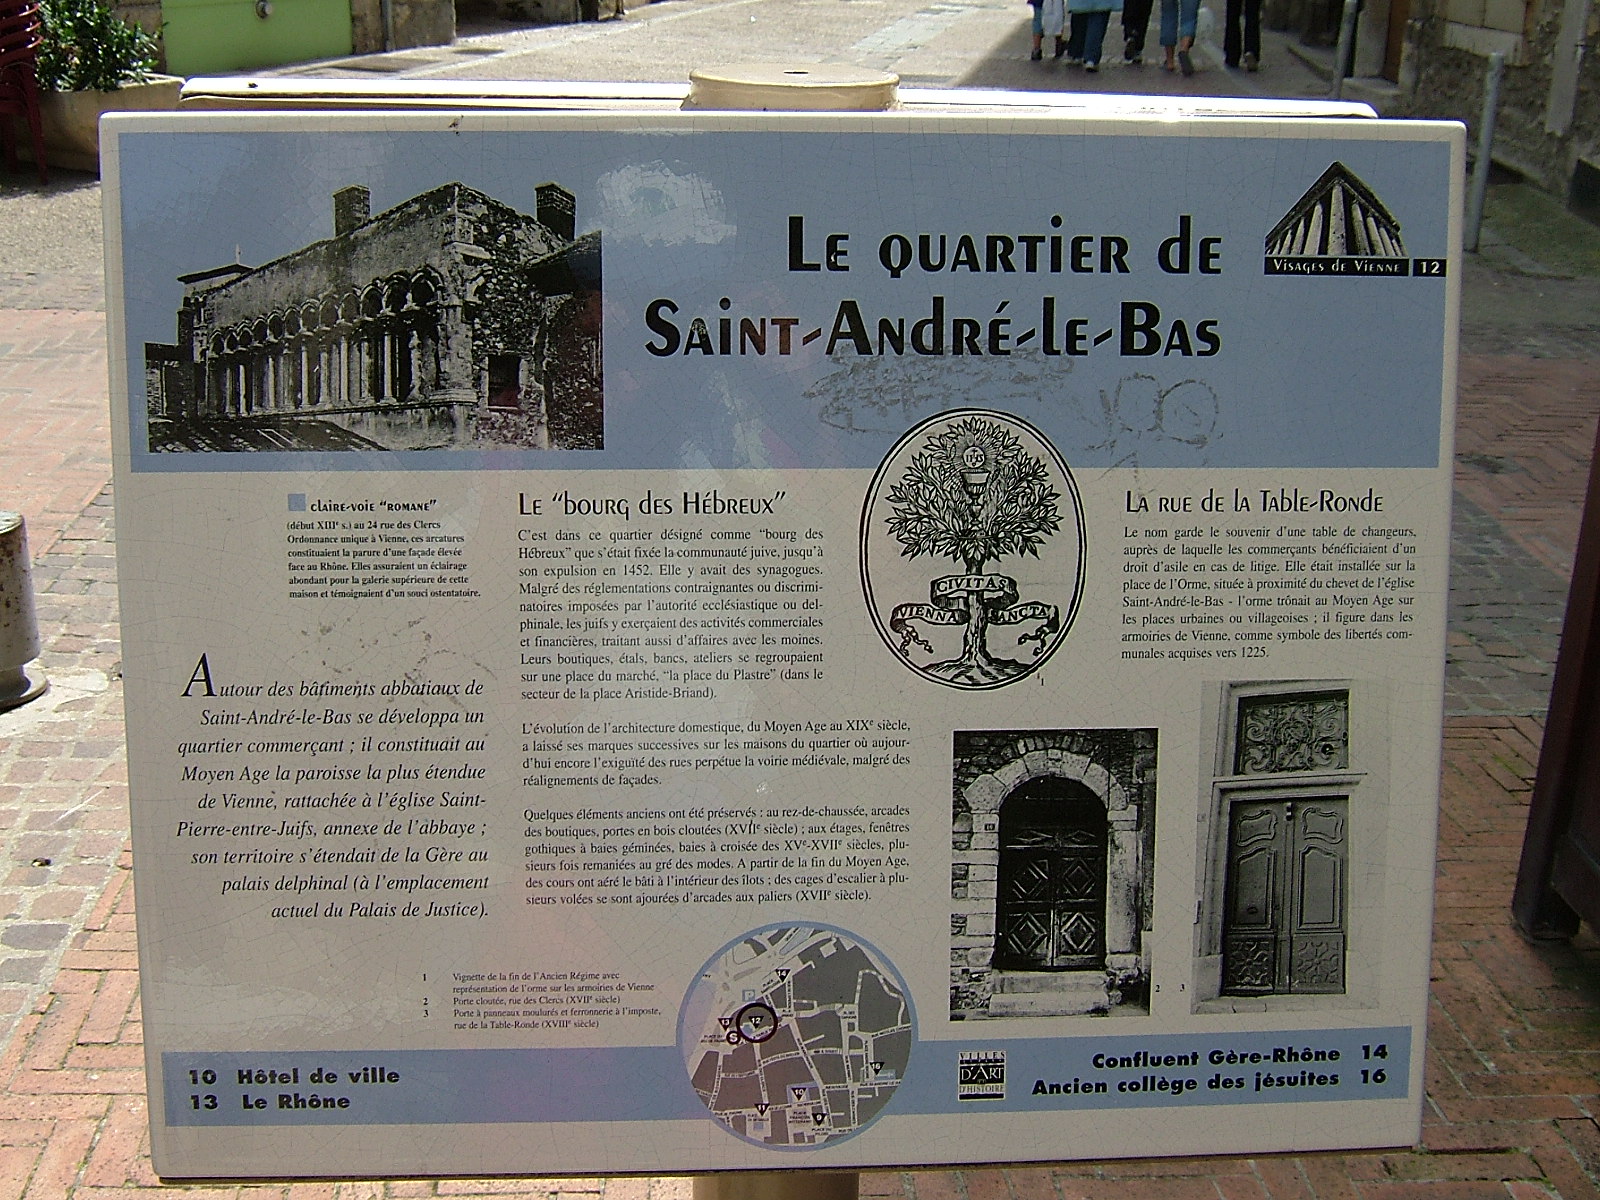 Le quartier de
Saint-André-le-Bas
Visages de Vienne 12
claire-voie "romane"
(début XIIIe s.) au 24 rue des Clercs
Ordonnance unique à Vienne, ces arcatures
constituaient la parure d'une façade élevée
face au Rhône. Elles assuraient un éclairage
abondant pour la galerie supérieure de cette
maison et témoignaient d'un souci ostentatoire.
Autour des bâtiments abbatiaux de
Saint-André-le-Bas se développa un
quartier commerçant ; il constituait au
Moyen Age la paroisse la plus étendue
de Vienne, rattachée à l'église Saint-
Pierre-entre-Juifs, annexe de l'abbaye ;
son territoire s'étendait de la Gère au
palais delphinal (à l'emplacement
actuel du Palais de Justice).
Le "bourg des Hébreux"
C'est dans ce quartier désigné comme "bourg des
Hébreux" que s'était fixée la communauté juive, jusqu'à
son expulsion en 1452. Elle y avait des synagogues.
Malgré des réglementations contraignantes ou discrimi-
natoires imposées par l'autorité ecclésiastique ou del-
phinale, les juifs y exerçaient des activités commerciales
et financières, traitant aussi d'affaires avec les moines.
Leurs boutiques, étals, bancs, ateliers se regroupaient
sur une place du marché, "la place du Plastre" (dans le
secteur de la place Aristide-Briand).
L'évolution de l'architecture domestique, du Moyen Age au XIXe siècle,
a laissé ses marques successives sur les maisons du quartier où aujour-
d'hui encore l'exiguïté des rues perpétue la voirie médiévale, malgré des
réalignements de façades.
Quelques éléments anciens ont été préservés : au rez-de-chaussée, arcades
des boutiques, portes en bois cloutées (XVIIe siècle) ; aux étages, fenêtres
gothiques à baies géminées, baies à croisée des XVe-XVIIe siècles, plu-
sieurs fois remaniées au gré des modes. A partir de la fin du Moyen Age,
des cours ont aéré le bâti à l'intérieur des îlots ; des cages d'escalier à plu-
sieurs volées se sont ajourées d'arcades aux paliers (XVIIe siècle).
CIVITAS
VIENNA SANCTA
1
La rue de la Table-Ronde
Le nom garde le souvenir d'une table de changeurs,
auprès de laquelle les commerçants bénéficiaient d'un
droit d'asile en cas de litige. Elle était installée sur la
place de l'Orme, située à proximité du chevet de l'église
Saint-André-le-Bas - l'orme trônait au Moyen Age sur
les places urbaines ou villageoises ; il figure dans les
armoiries de Vienne, comme symbole des libertés com-
munales acquises vers 1225.
2 3
1 Vignette de la fin de l'Ancien Régime avec
représentation de l'orme sur les armoiries de Vienne
2 Porte cloutée, rue des Clercs (XVIIe siècle)
3 Porte à panneaux moulurés et ferronnerie à l'imposte,
rue de la Table-Ronde (XVIIIe siècle)
14
P
13 12
S
16
10
11
9
10 Hôtel de ville
13 Le Rhône
VILLES
D'ART
D'HISTOIRE
Confluent Gère-Rhône 14
Ancien collège des jésuites 16